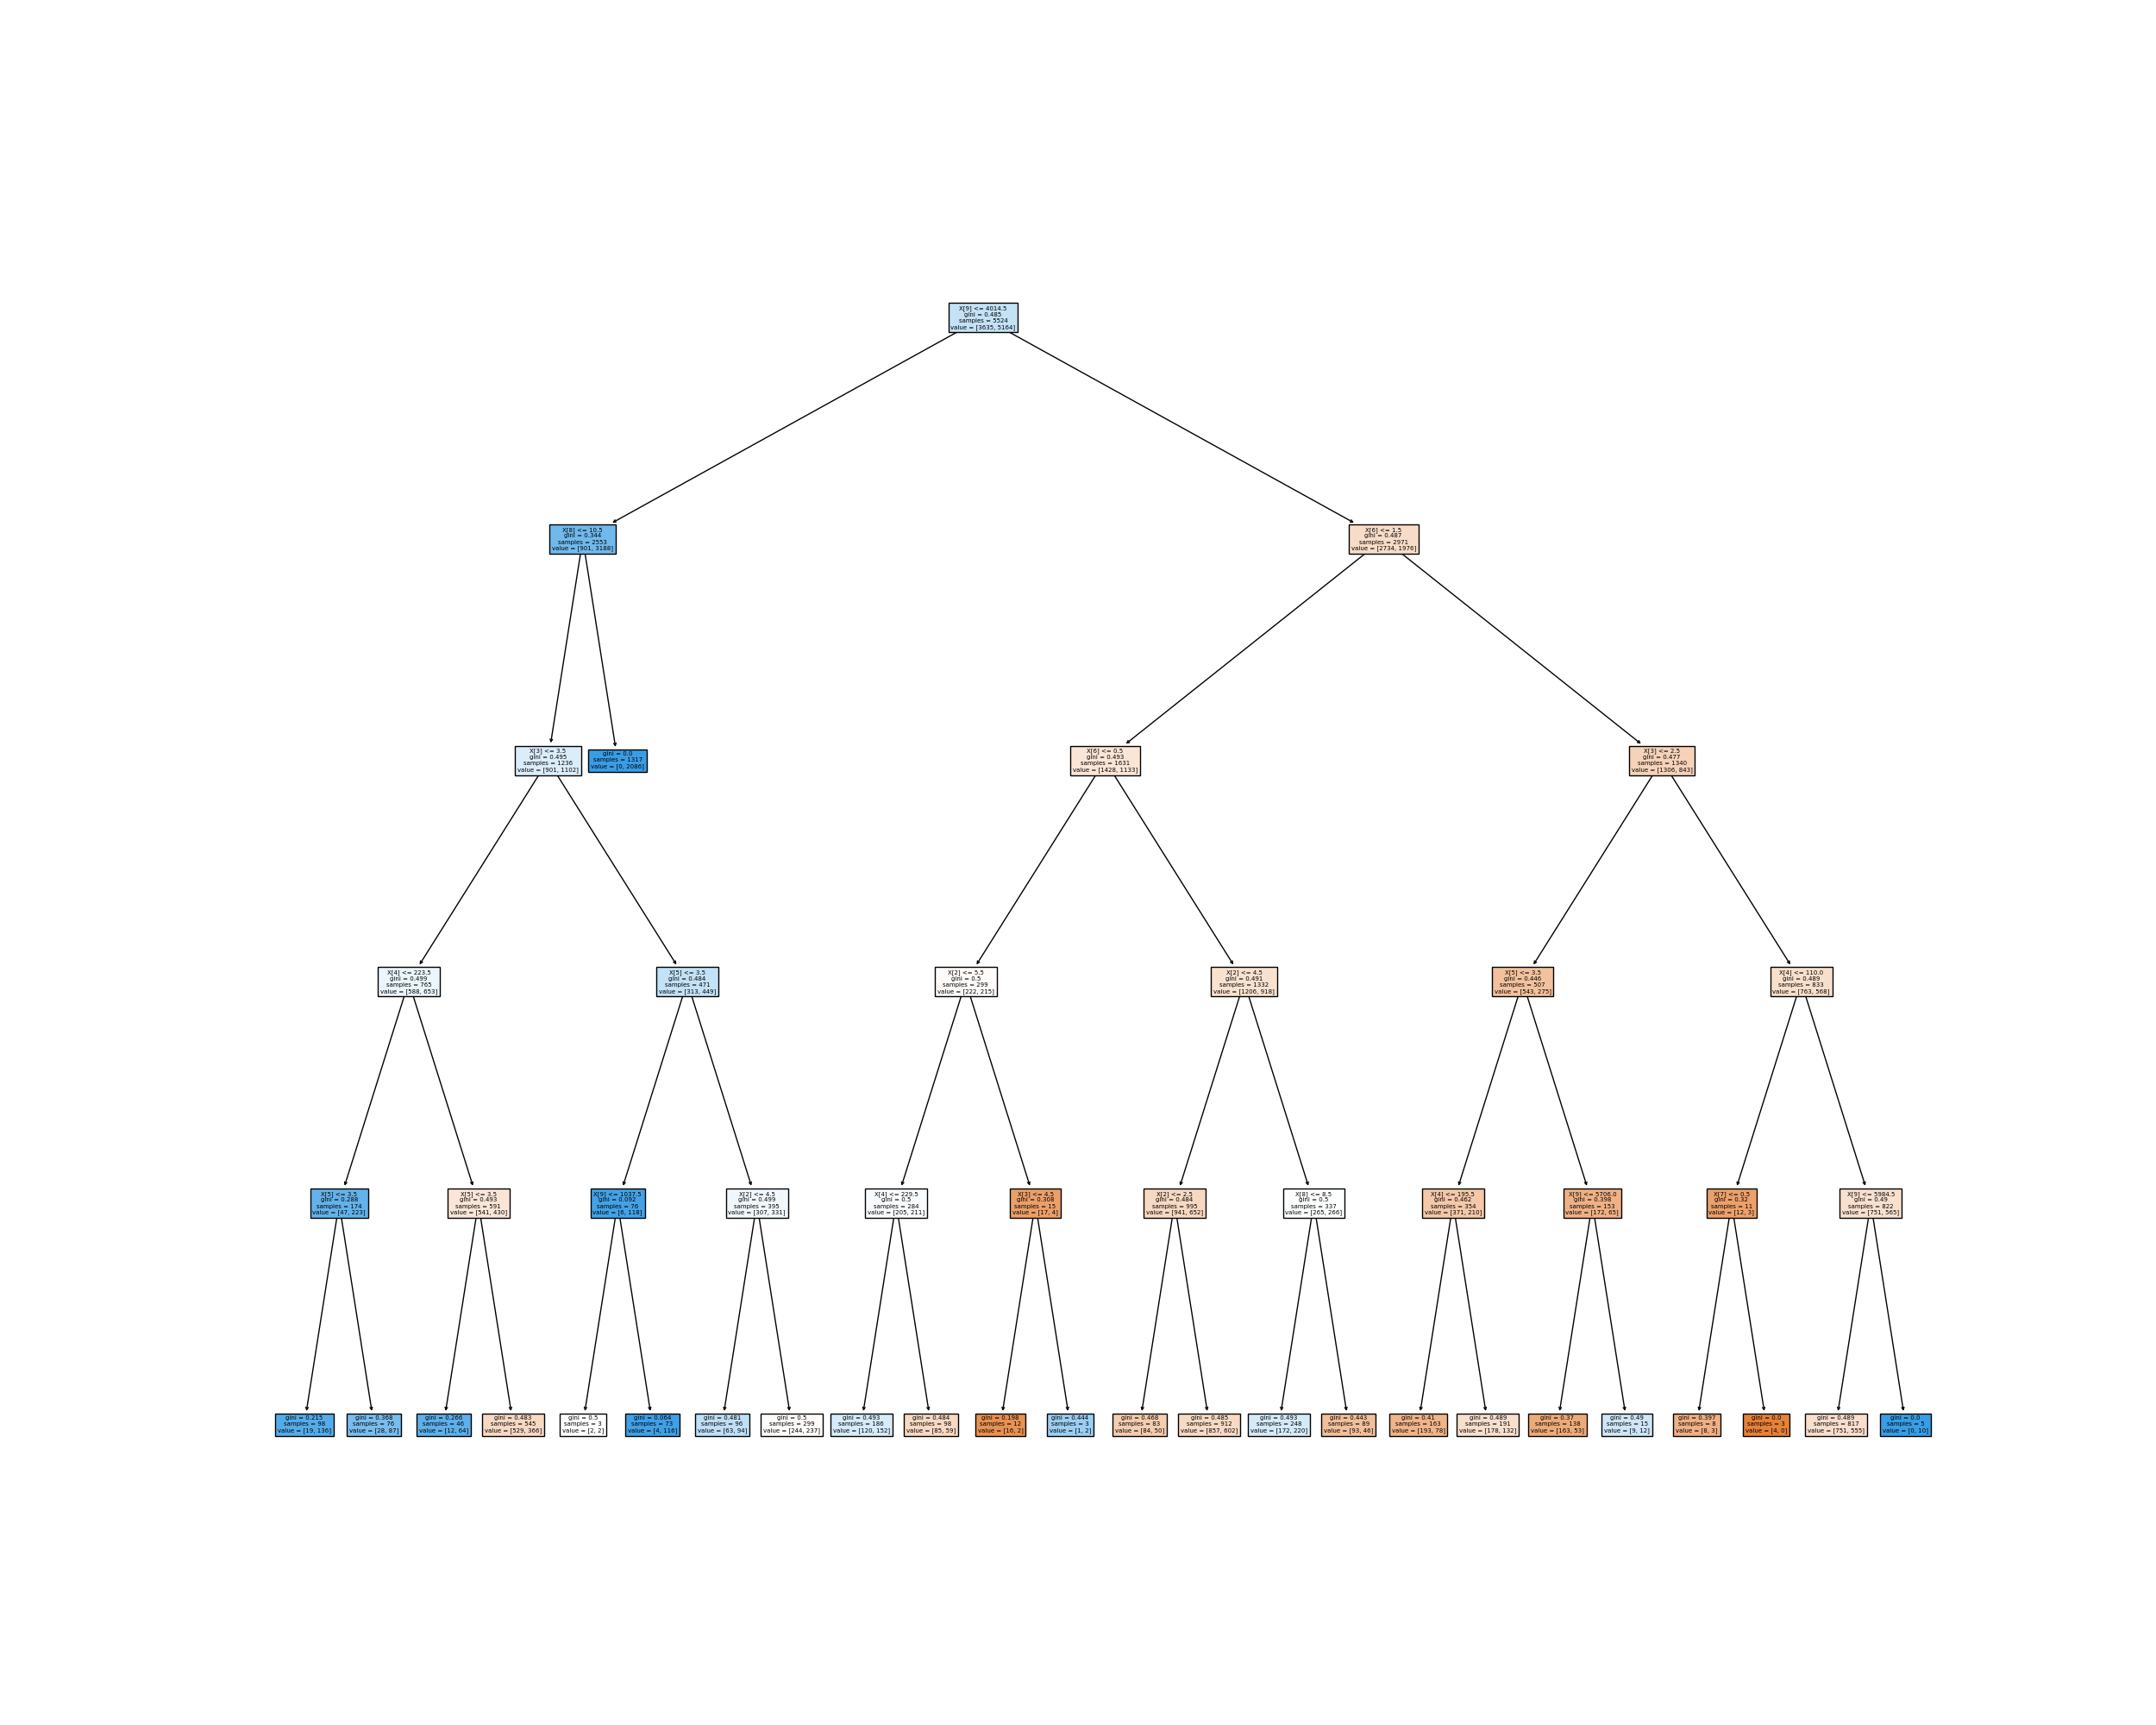 X[9] <= 4014.5
gini = 0.485
samples = 5524
value = [3635, 5164]
X[8] <= 10.5
gini = 0.344
samples = 2553
value = [901, 3188]
X[6] <= 1.5
gini = 0.487
samples = 2971
value = [2734, 1976]
X[3] <= 3.5
gini = 0.495
samples = 1236
value = [901, 1102]
gini = 0.0
samples = 1317
value = [0, 2086]
X[6] <= 0.5
gini = 0.493
samples = 1631
value = [1428, 1133]
X[3] <= 2.5
gini = 0.477
samples = 1340
value = [1306, 843]
X[4] <= 223.5
gini = 0.499
samples = 765
value = [588, 653]
X[5] <= 3.5
gini = 0.484
samples = 471
value = [313, 449]
X[2] <= 5.5
gini = 0.5
samples = 299
value = [222, 215]
X[2] <= 4.5
gini = 0.491
samples = 1332
value = [1206, 918]
X[5] <= 3.5
gini = 0.446
samples = 507
value = [543, 275]
X[4] <= 110.0
gini = 0.489
samples = 833
value = [763, 568]
X[5] <= 3.5
gini = 0.288
samples = 174
value = [47, 223]
X[5] <= 3.5
gini = 0.493
samples = 591
value = [541, 430]
X[9] <= 1037.5
gini = 0.092
samples = 76
value = [6, 118]
X[2] <= 4.5
gini = 0.499
samples = 395
value = [307, 331]
X[4] <= 229.5
gini = 0.5
samples = 284
value = [205, 211]
X[3] <= 4.5
gini = 0.308
samples = 15
value = [17, 4]
X[2] <= 2.5
gini = 0.484
samples = 995
value = [941, 652]
X[8] <= 8.5
gini = 0.5
samples = 337
value = [265, 266]
X[4] <= 195.5
gini = 0.462
samples = 354
value = [371, 210]
X[9] <= 5706.0
gini = 0.398
samples = 153
value = [172, 65]
X[7] <= 0.5
gini = 0.32
samples = 11
value = [12, 3]
X[9] <= 5984.5
gini = 0.49
samples = 822
value = [751, 565]
gini = 0.215
samples = 98
value = [19, 136]
gini = 0.368
samples = 76
value = [28, 87]
gini = 0.266
samples = 46
value = [12, 64]
gini = 0.483
samples = 545
value = [529, 366]
gini = 0.5
samples = 3
value = [2, 2]
gini = 0.064
samples = 73
value = [4, 116]
gini = 0.481
samples = 96
value = [63, 94]
gini = 0.5
samples = 299
value = [244, 237]
gini = 0.493
samples = 186
value = [120, 152]
gini = 0.484
samples = 98
value = [85, 59]
gini = 0.198
samples = 12
value = [16, 2]
gini = 0.444
samples = 3
value = [1, 2]
gini = 0.468
samples = 83
value = [84, 50]
gini = 0.485
samples = 912
value = [857, 602]
gini = 0.493
samples = 248
value = [172, 220]
gini = 0.443
samples = 89
value = [93, 46]
gini = 0.41
samples = 163
value = [193, 78]
gini = 0.489
samples = 191
value = [178, 132]
gini = 0.37
samples = 138
value = [163, 53]
gini = 0.49
samples = 15
value = [9, 12]
gini = 0.397
samples = 8
value = [8, 3]
gini = 0.0
samples = 3
value = [4, 0]
gini = 0.489
samples = 817
value = [751, 555]
gini = 0.0
samples = 5
value = [0, 10]